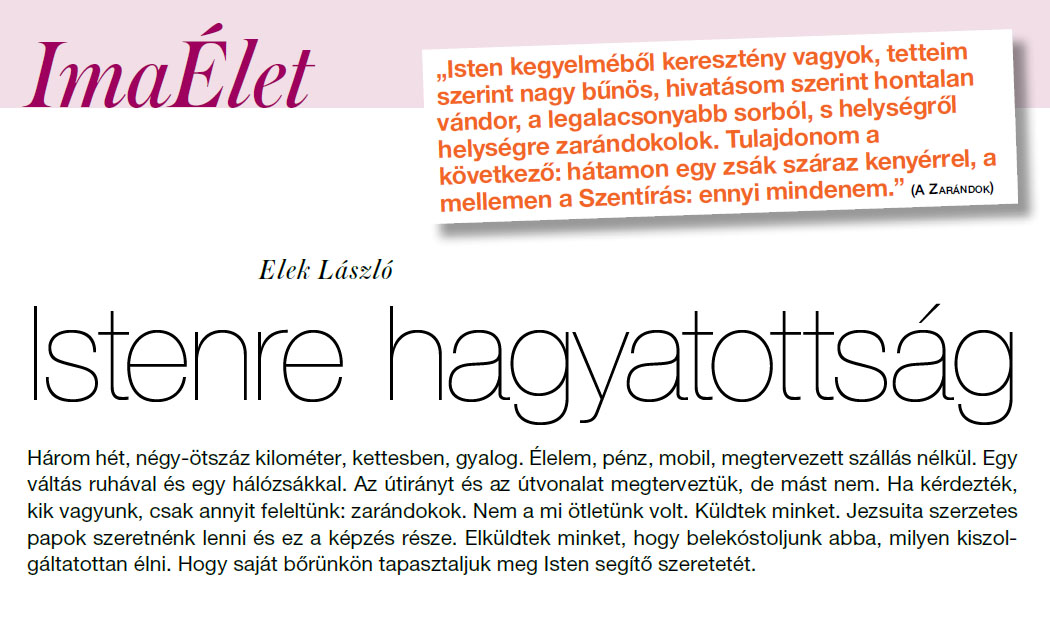 ImaÉlet
„Isten kegyelméből keresztény vagyok, tetteim
szerint nagy bűnös, hivatásom szerint hontalan
vándor, a legalacsonyabb sorból, s helységről
helységre zarándokolok. Tulajdonom a
következő: hátamon egy zsák száraz kenyérrel, a
mellemen a Szentírás: ennyi mindenem.” (A Zarándok)
Elek László
Istenre hagyatottság
Három hét, négy-ötszáz kilométer, kettesben, gyalog. Élelem, pénz, mobil, megtervezett szállás nélkül. Egy
váltás ruhával és egy hálózsákkal. Az útirányt és az útvonalat megterveztük, de mást nem. Ha kérdezték,
kik vagyunk, csak annyit feleltünk: zarándokok. Nem a mi ötletünk volt. Küldtek minket. Jezsuita szerzetes
papok szeretnénk lenni és ez a képzés része. Elküldtek minket, hogy belekóstoljunk abba, milyen kiszol-
gáltatottan élni. Hogy saját bőrünkön tapasztaljuk meg Isten segítő szeretetét.